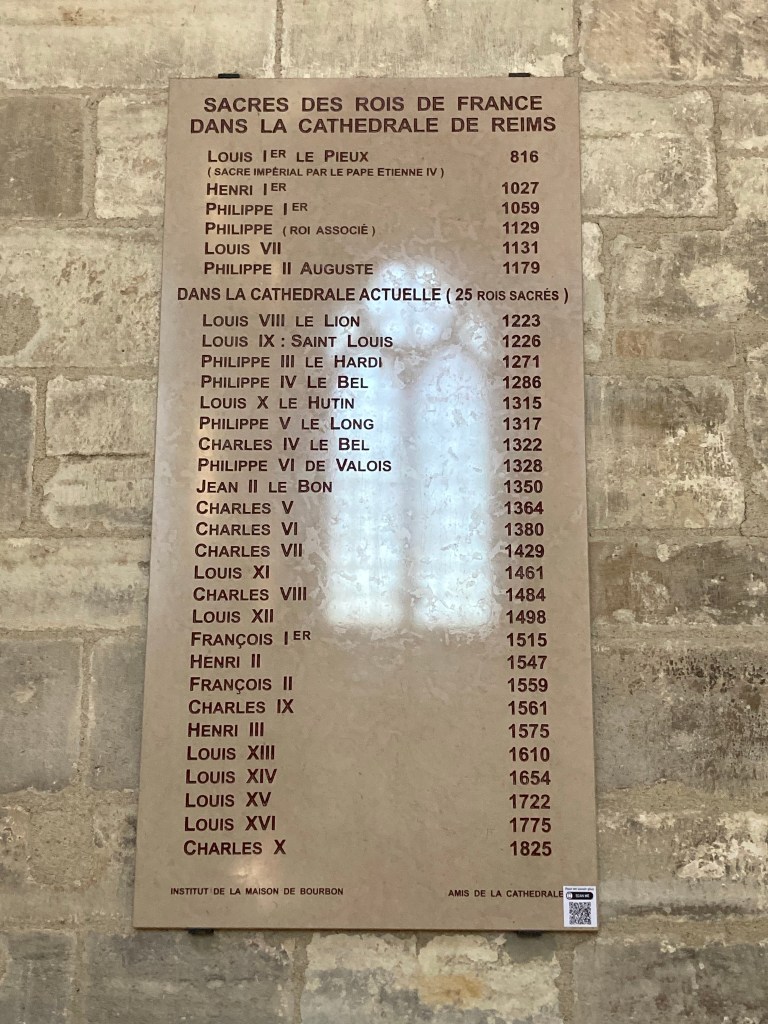 SACRES DES ROIS DE FRANCE
DANS LA CATHEDRALE DE REIMS
LOUIS IER LE PIEUX 816
( SACRE IMPÉRIAL PAR LE PAPE ETIENNE IV )
HENRI IER 1027
PHILIPPE IER 1059
PHILIPPE ( ROI ASSOCIÉ ) 1129
LOUIS VII 1131
PHILIPPE II AUGUSTE 1179
DANS LA CATHEDRALE ACTUELLE ( 25 ROIS SACRÉS )
LOUIS VIII LE LION 1223
LOUIS IX : SAINT LOUIS 1226
PHILIPPE III LE HARDI 1271
PHILIPPE IV LE BEL 1286
LOUIS X LE HUTIN 1315
PHILIPPE V LE LONG 1317
CHARLES IV LE BEL 1322
PHILIPPE VI DE VALOIS 1328
JEAN II LE BON 1350
CHARLES V 1364
CHARLES VI 1380
CHARLES VII 1429
LOUIS XI 1461
CHARLES VIII 1484
LOUIS XII 1498
FRANÇOIS IER 1515
HENRI II 1547
FRANÇOIS II 1559
CHARLES IX 1561
HENRI III 1575
LOUIS XIII 1610
LOUIS XIV 1654
LOUIS XV 1722
LOUIS XVI 1775
CHARLES X 1825
INSTITUT DE LA MAISON DE BOURBON AMIS DE LA CATHEDRALE
SCAN ME